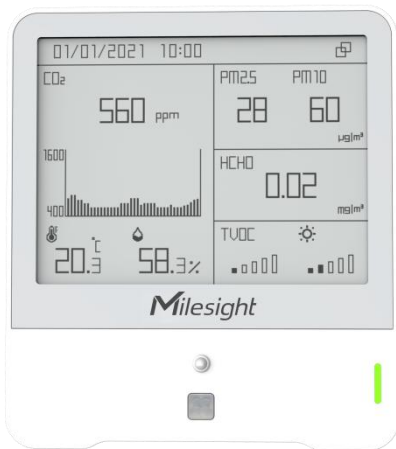 01/01/2021 10:00
CO₂
560 ppm
1600
400
20.3 °C
58.3%
PM2.5 PM10
28 60
µg/m³
HCHO
0.02
mg/m³
TVOC
Milesight